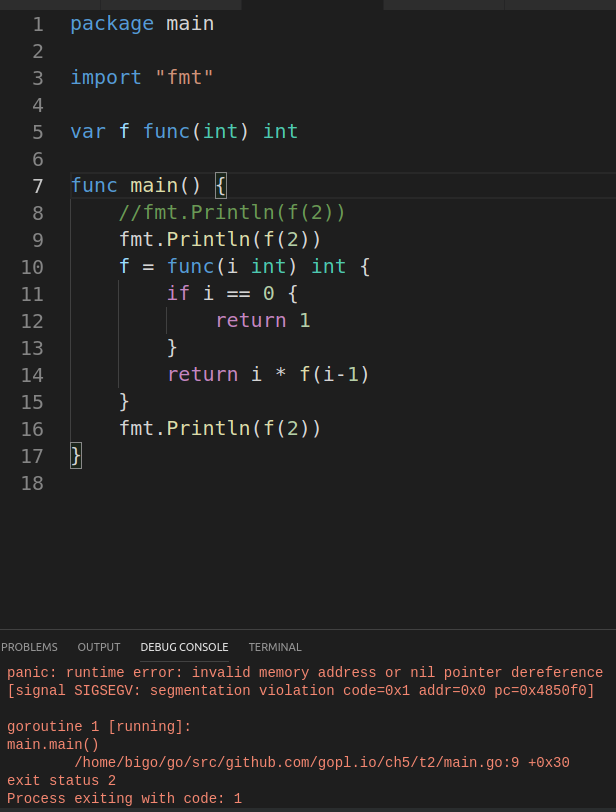 1 package main
2
3 import "fmt"
4
5 var f func(int) int
6
7 func main() {
8     //fmt.Println(f(2))
9     fmt.Println(f(2))
10     f = func(i int) int {
11         if i == 0 {
12             return 1
13         }
14         return i * f(i-1)
15     }
16     fmt.Println(f(2))
17 }
18
PROBLEMS OUTPUT DEBUG CONSOLE TERMINAL
panic: runtime error: invalid memory address or nil pointer dereference
[signal SIGSEGV: segmentation violation code=0x1 addr=0x0 pc=0x4850f0]
goroutine 1 [running]:
main.main()
        /home/bigo/go/src/github.com/gopl.io/ch5/t2/main.go:9 +0x30
exit status 2
Process exiting with code: 1